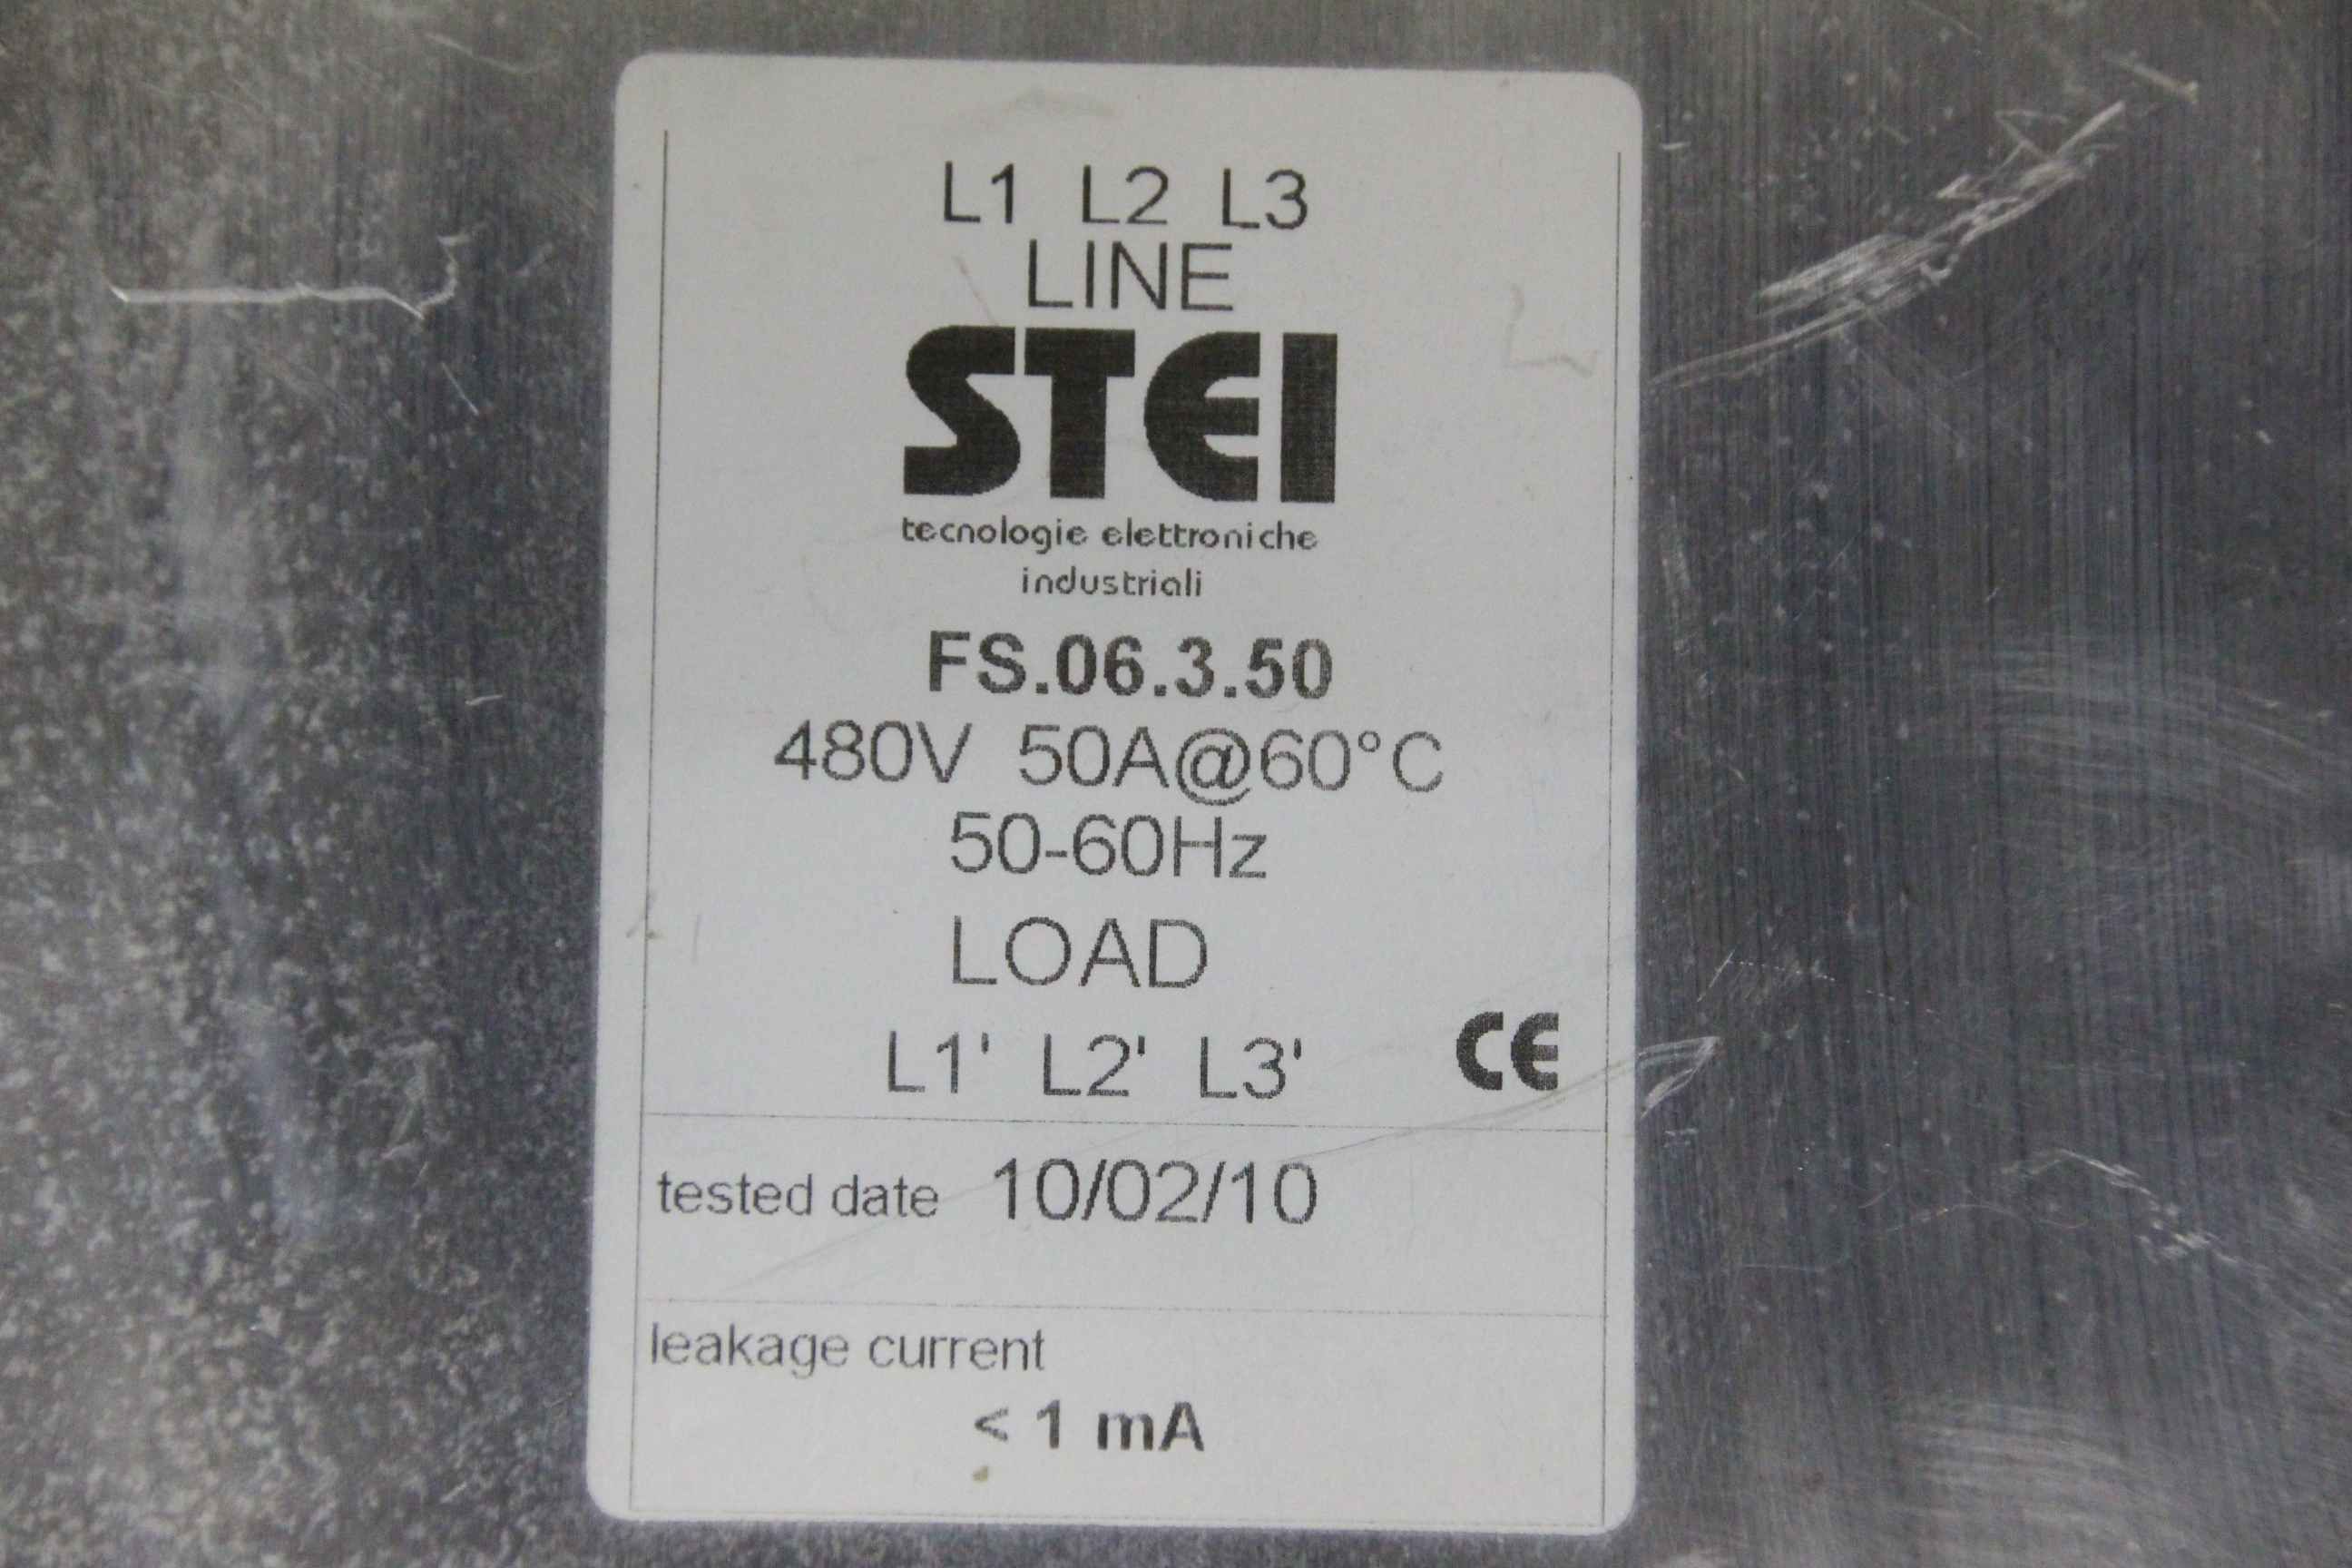 L1 L2 L3
LINE
STEI
tecnologie elettroniche
industriali
FS.06.3.50
480V 50A@60°C
50-60Hz
LOAD
L1' L2' L3' CE
tested date 10/02/10
leakage current
< 1 mA